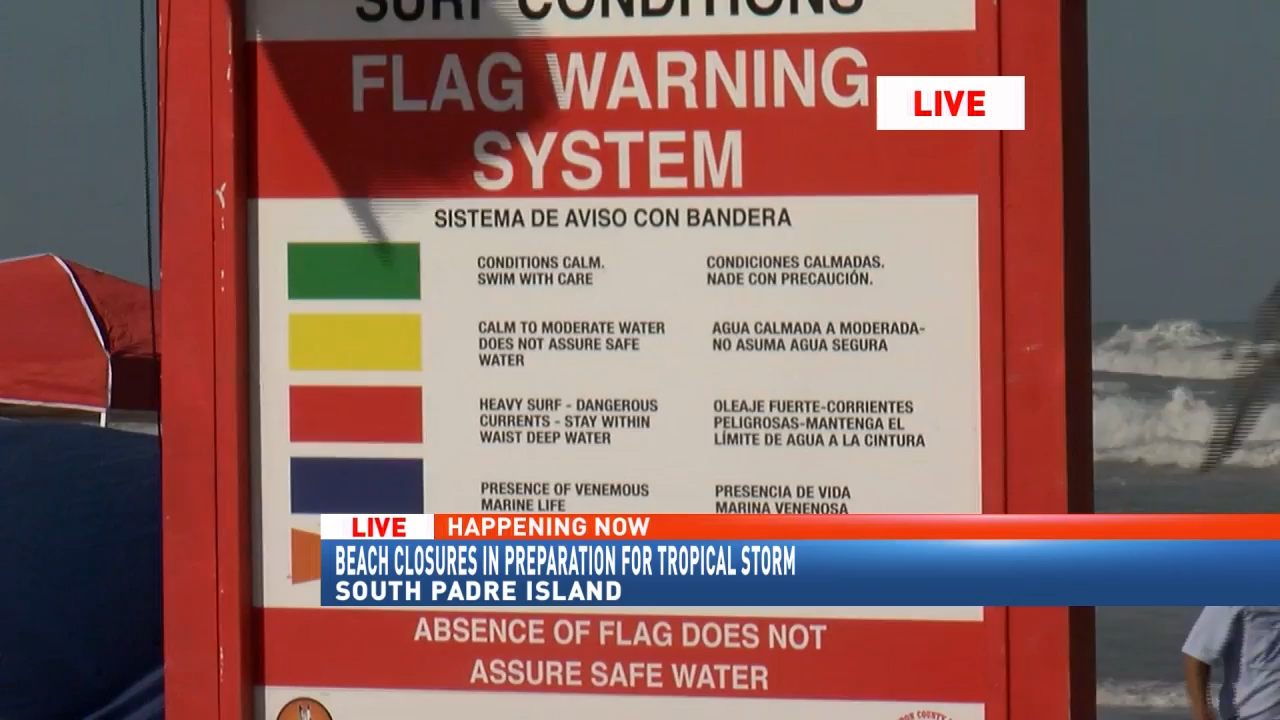 SURF CONDITIONS
FLAG WARNING
LIVE
SYSTEM
SISTEMA DE AVISO CON BANDERA
CONDITIONS CALM.
SWIM WITH CARE
CONDICIONES CALMADAS.
NADE CON PRECAUCIÓN.
CALM TO MODERATE WATER
DOES NOT ASSURE SAFE
WATER
AGUA CALMADA A MODERADA-
NO ASUMA AGUA SEGURA
HEAVY SURF - DANGEROUS
CURRENTS - STAY WITHIN
WAIST DEEP WATER
OLEAJE FUERTE-CORRIENTES
PELIGROSAS-MANTENGA EL
LÍMITE DE AGUA A LA CINTURA
PRESENCE OF VENEMOUS
MARINE LIFE
PRESENCIA DE VIDA
MARINA VENENOSA
LIVE HAPPENING NOW
BEACH CLOSURES IN PREPARATION FOR TROPICAL STORM
SOUTH PADRE ISLAND
ABSENCE OF FLAG DOES NOT
ASSURE SAFE WATER
COUNTY